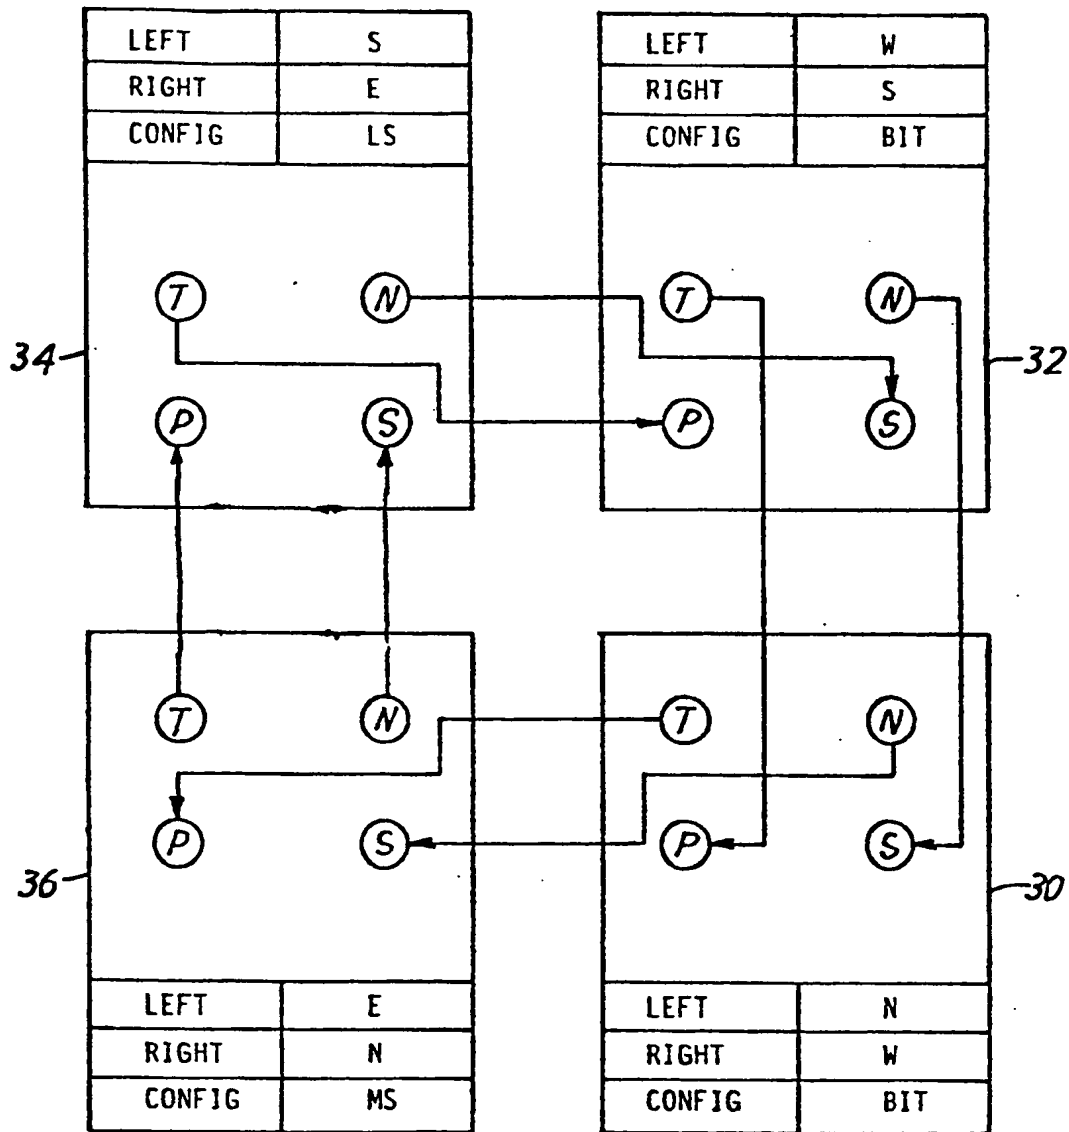 LEFT S
RIGHT E
CONFIG LS
LEFT W
RIGHT S
CONFIG BIT
T N
T N
34
32
P S
P S
T N
T N
P S
P S
36
30
LEFT E
RIGHT N
CONFIG MS
LEFT N
RIGHT W
CONFIG BIT